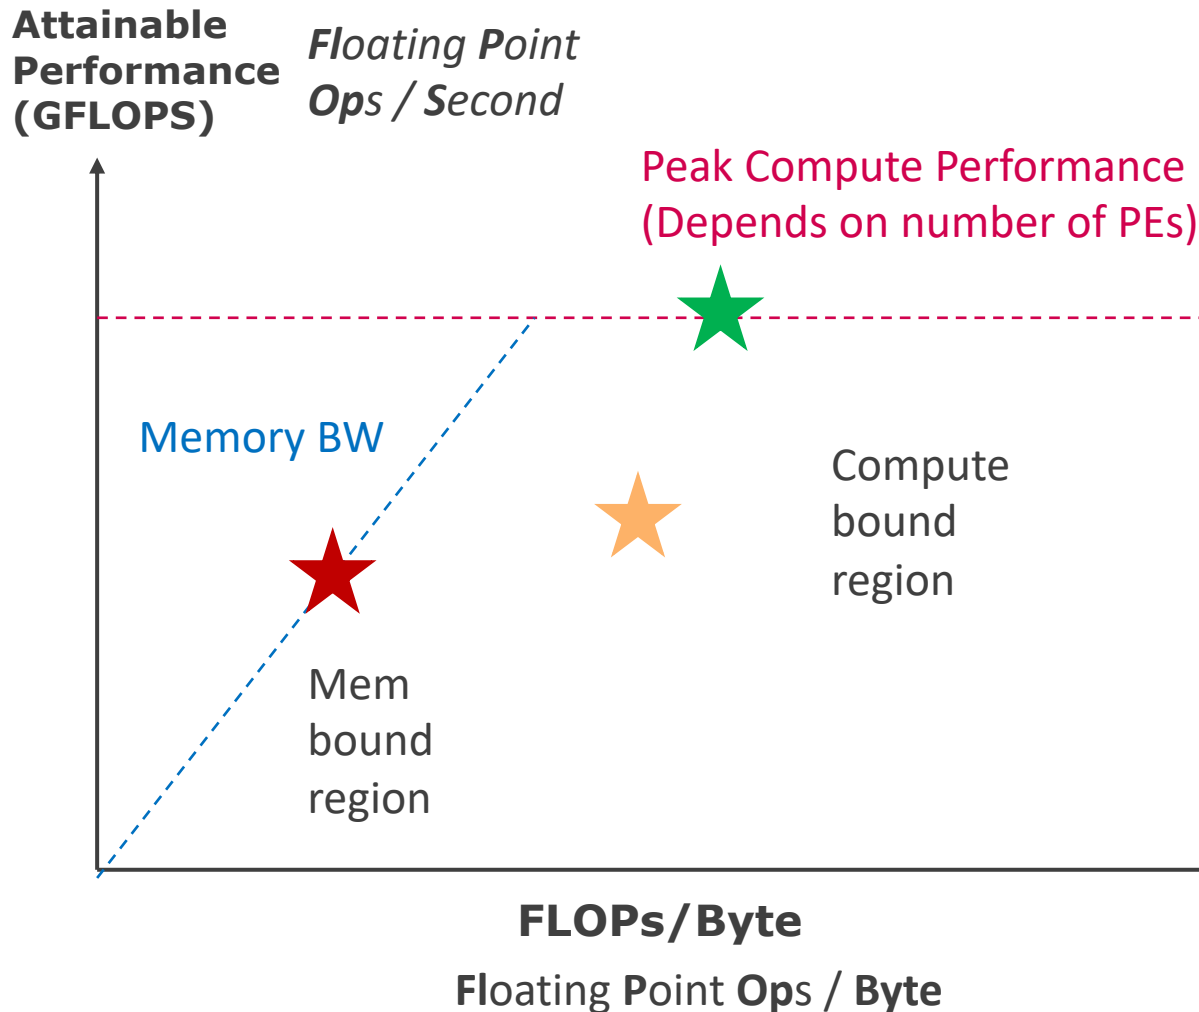 Attainable
Performance
(GFLOPS)
Floating Point
Ops / Second
Peak Compute Performance
(Depends on number of PEs)
Memory BW
Compute
bound
region
Mem
bound
region
FLOPs/Byte
Floating Point Ops / Byte